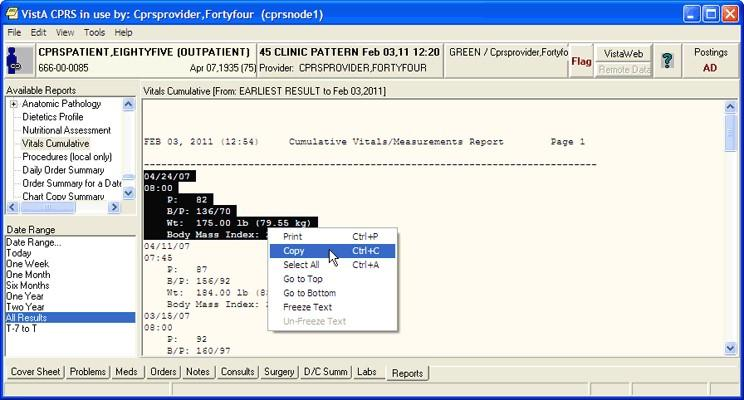 VistA CPRS in use by: Cprsprovider,Fortyfour (cprsnode1)
File Edit View Tools Help
CPRSPATIENT,EIGHTYFIVE (OUTPATIENT)
666-00-0085 Apr 07,1935 (75)
45 CLINIC PATTERN Feb 03,11 12:20
Provider: CPRSPROVIDER,FORTYFOUR
GREEN / Cprsprovider,Fortyfo
Flag
VistaWeb
Remote Data
?
Postings
AD
Available Reports
Anatomic Pathology
Dietetics Profile
Nutritional Assessment
Vitals Cumulative
Procedures (local only)
Daily Order Summary
Order Summary for a Date
Chart Copy Summary
Date Range
Date Range...
Today
One Week
One Month
Six Months
One Year
Two Year
All Results
T-7 to T
Vitals Cumulative [From: EARLIEST RESULT to Feb 03,2011]
FEB 03, 2011 (12:54) Cumulative Vitals/Measurements Report Page 1
--------------------------------------------------------------------------------
04/24/07
08:00
P: 82
B/P: 136/70
Wt: 175.00 lb (79.55 kg)
Body Mass Index:
04/11/07
07:45
P: 87
B/P: 156/92
Wt: 184.00 lb (8
Body Mass Index:
03/15/07
08:00
P: 92
B/P: 160/97
Print Ctrl+P
Copy Ctrl+C
Select All Ctrl+A
Go to Top
Go to Bottom
Freeze Text
Un-Freeze Text
Cover Sheet Problems Meds Orders Notes Consults Surgery D/C Summ Labs Reports